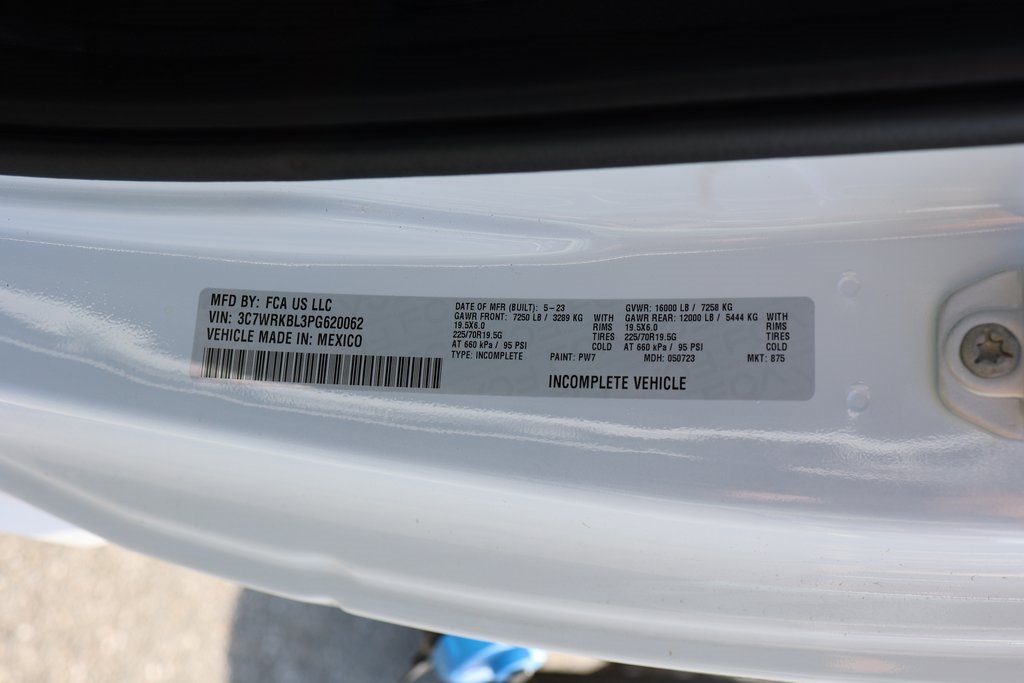 MFD BY: FCA US LLC
VIN: 3C7WRKBL3PG620062
VEHICLE MADE IN: MEXICO
DATE OF MFR (BUILT): 5-23
GAWR FRONT: 7250 LB / 3289 KG WITH
19.5X6.0 RIMS
225/70R19.5G TIRES
AT 660 kPa / 95 PSI COLD
TYPE: INCOMPLETE
GVWR: 16000 LB / 7258 KG
GAWR REAR: 12000 LB / 5444 KG WITH
19.5X6.0 RIMS
225/70R19.5G TIRES
AT 660 kPa / 95 PSI COLD
PAINT: PW7 MDH: 050723 MKT: 875
INCOMPLETE VEHICLE